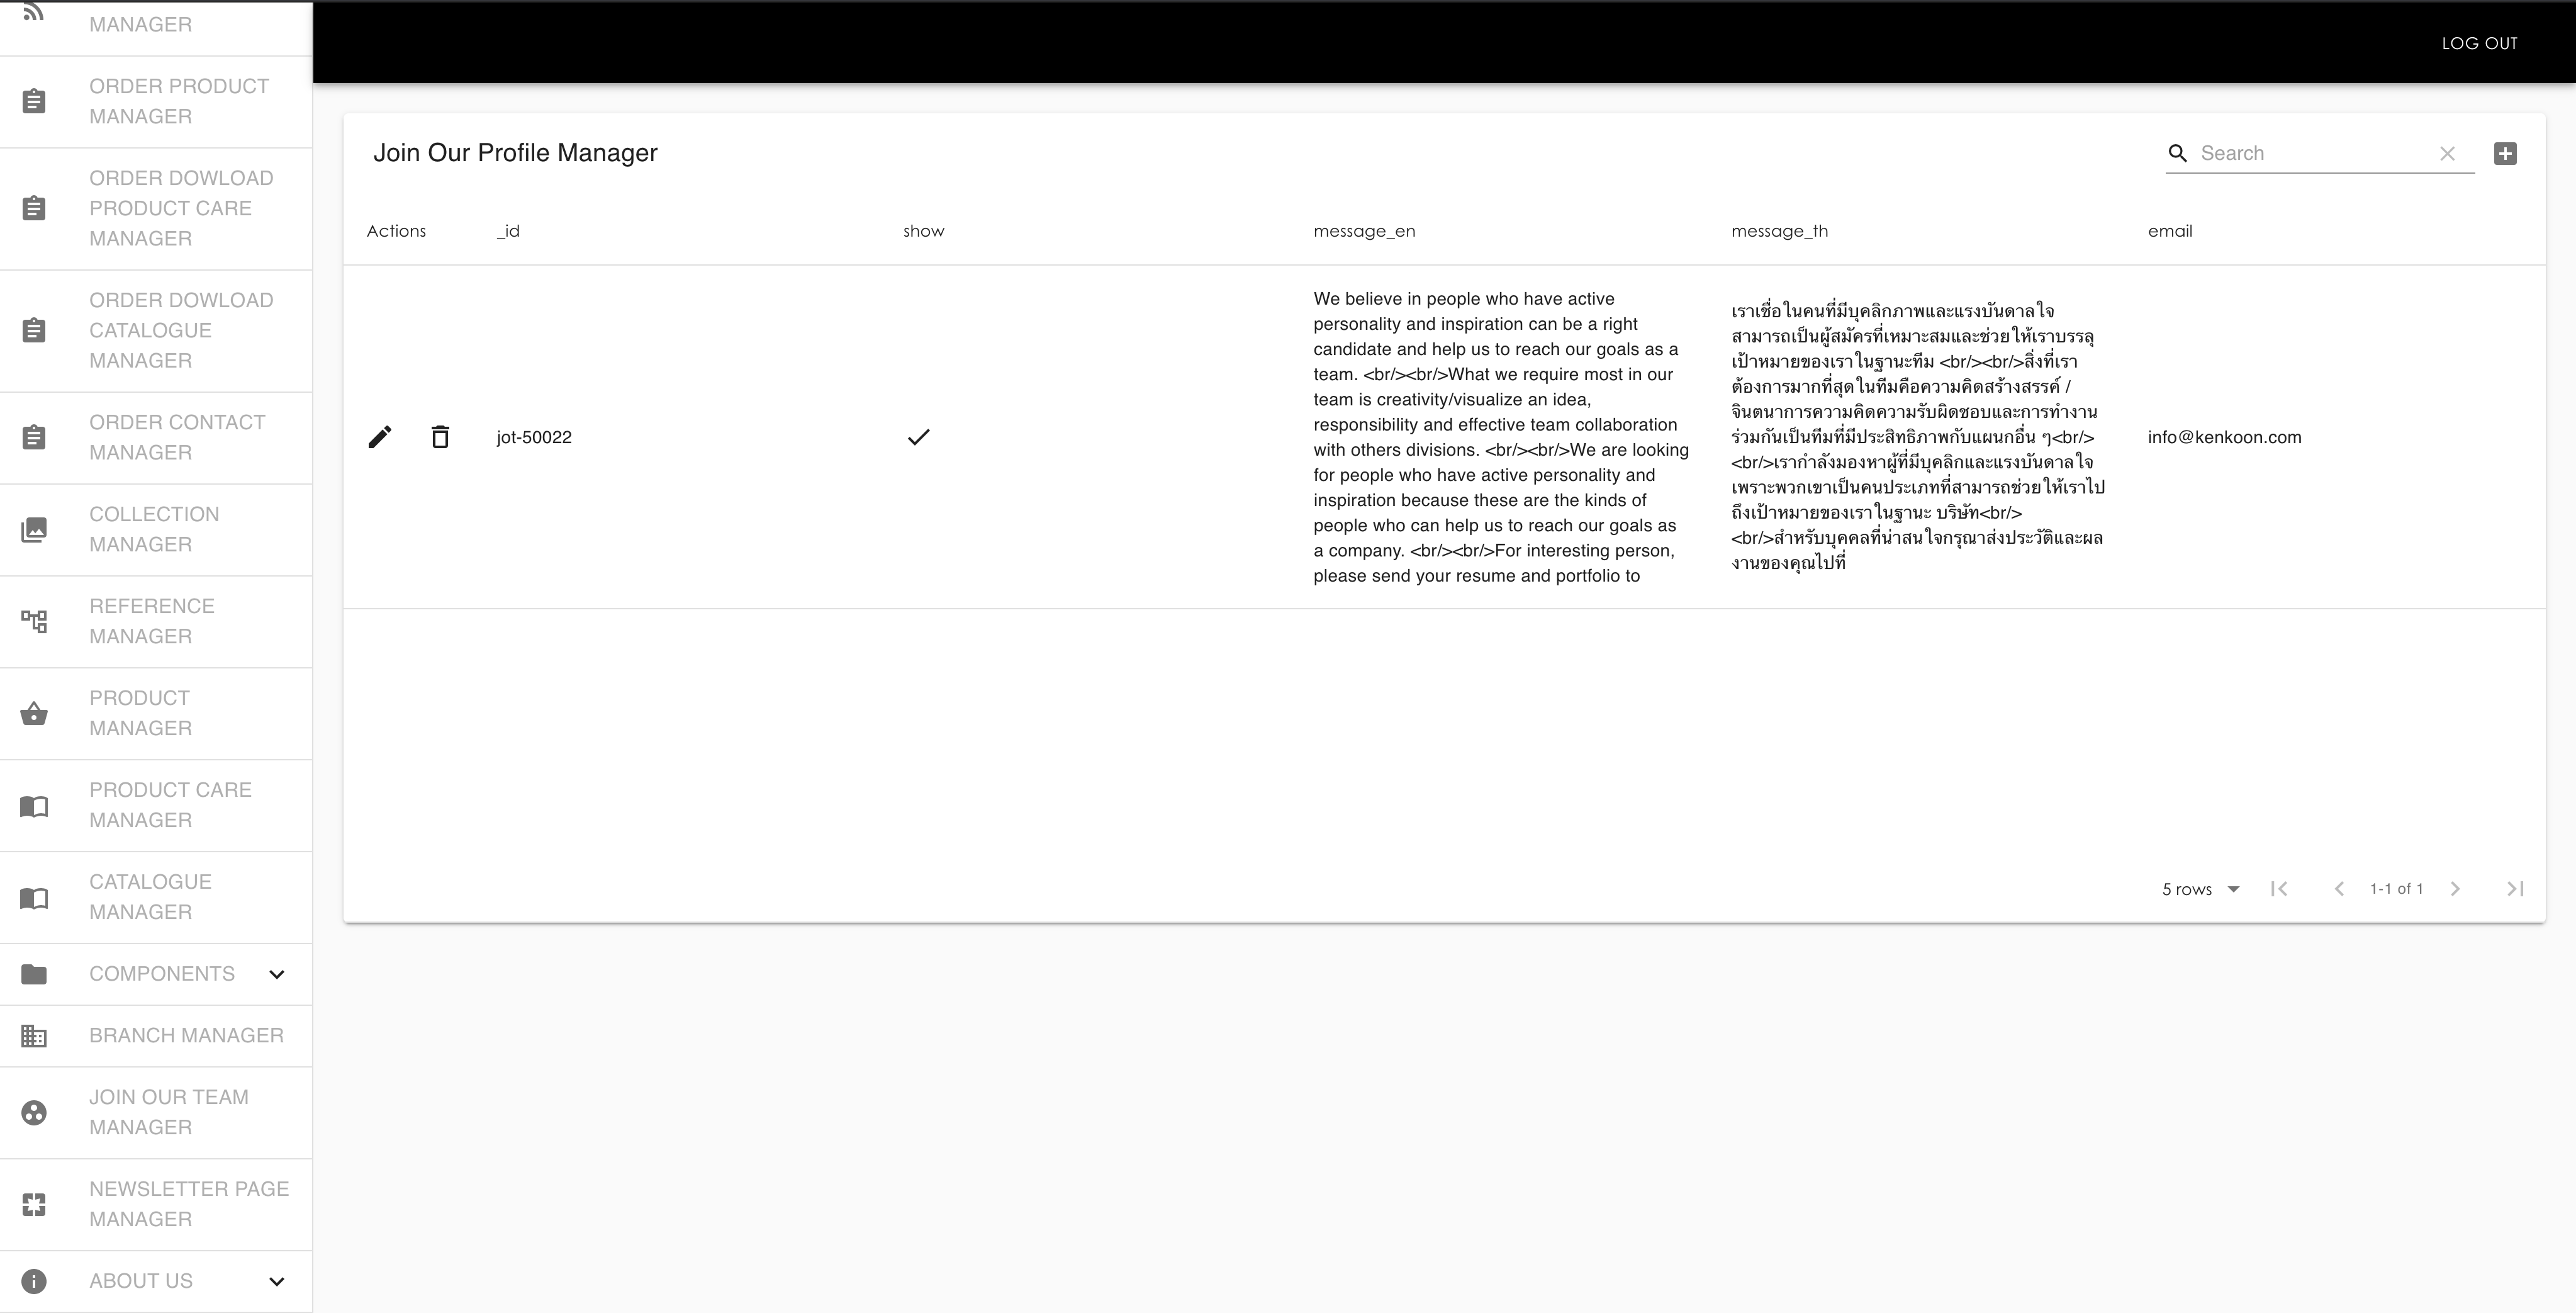 MANAGER
ORDER PRODUCT
MANAGER
ORDER DOWLOAD
PRODUCT CARE
MANAGER
ORDER DOWLOAD
CATALOGUE
MANAGER
ORDER CONTACT
MANAGER
COLLECTION
MANAGER
REFERENCE
MANAGER
PRODUCT
MANAGER
PRODUCT CARE
MANAGER
CATALOGUE
MANAGER
COMPONENTS
BRANCH MANAGER
JOIN OUR TEAM
MANAGER
NEWSLETTER PAGE
MANAGER
ABOUT US
LOG OUT
Join Our Profile Manager
Search
Actions
_id
show
message_en
message_th
email
jot-50022
We believe in people who have active
personality and inspiration can be a right
candidate and help us to reach our goals as a
team. <br/><br/>What we require most in our
team is creativity/visualize an idea,
responsibility and effective team collaboration
with others divisions. <br/><br/>We are looking
for people who have active personality and
inspiration because these are the kinds of
people who can help us to reach our goals as
a company. <br/><br/>For interesting person,
please send your resume and portfolio to
เราเชื่อในคนที่มีบุคลิกภาพและแรงบันดาลใจ
สามารถเป็นผู้สมัครที่เหมาะสมและช่วยให้เราบรรลุ
เป้าหมายของเราในฐานะทีม <br/><br/>สิ่งที่เรา
ต้องการมากที่สุดในทีมคือความคิดสร้างสรรค์ /
จินตนาการความคิดความรับผิดชอบและการทำงาน
ร่วมกันเป็นทีมที่มีประสิทธิภาพกับแผนกอื่น ๆ<br/>
<br/>เรากำลังมองหาผู้ที่มีบุคลิกและแรงบันดาลใจ
เพราะพวกเขาเป็นคนประเภทที่สามารถช่วยให้เราไป
ถึงเป้าหมายของเราในฐานะ บริษัท<br/>
<br/>สำหรับบุคคลที่น่าสนใจกรุณาส่งประวัติและผล
งานของคุณไปที่
info@kenkoon.com
5 rows
1-1 of 1